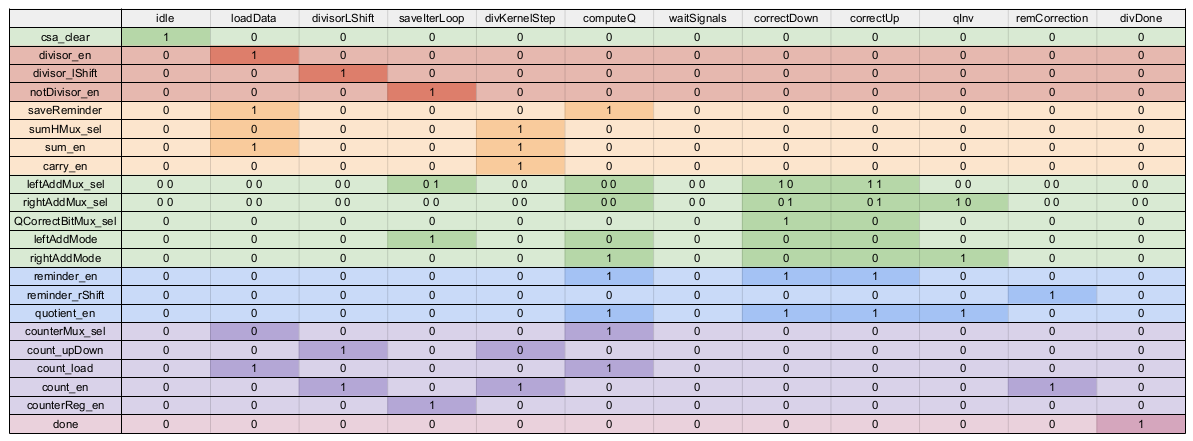 idle loadData divisorLShift saveIterLoop divKernelStep computeQ waitSignals correctDown correctUp qInv remCorrection divDone
csa_clear 1 0 0 0 0 0 0 0 0 0 0 0
divisor_en 0 1 0 0 0 0 0 0 0 0 0 0
divisor_lShift 0 0 1 0 0 0 0 0 0 0 0 0
notDivisor_en 0 0 0 1 0 0 0 0 0 0 0 0
saveReminder 0 1 0 0 0 1 0 0 0 0 0 0
sumHMux_sel 0 0 0 0 1 0 0 0 0 0 0 0
sum_en 0 1 0 0 1 0 0 0 0 0 0 0
carry_en 0 0 0 0 1 0 0 0 0 0 0 0
leftAddMux_sel 0 0 0 0 0 0 0 1 0 0 0 0 0 0 1 0 1 1 0 0 0 0 0 0
rightAddMux_sel 0 0 0 0 0 0 0 0 0 0 0 0 0 0 0 1 0 1 1 0 0 0 0 0
QCorrectBitMux_sel 0 0 0 0 0 0 0 1 0 0 0 0
leftAddMode 0 0 0 1 0 0 0 0 0 0 0 0
rightAddMode 0 0 0 0 0 1 0 0 0 1 0 0
reminder_en 0 0 0 0 0 1 0 1 1 0 0 0
reminder_rShift 0 0 0 0 0 0 0 0 0 0 1 0
quotient_en 0 0 0 0 0 1 0 1 1 1 0 0
counterMux_sel 0 0 0 0 0 1 0 0 0 0 0 0
count_upDown 0 0 1 0 0 0 0 0 0 0 0 0
count_load 0 1 0 0 0 1 0 0 0 0 0 0
count_en 0 0 1 0 1 0 0 0 0 0 1 0
counterReg_en 0 0 0 1 0 0 0 0 0 0 0 0
done 0 0 0 0 0 0 0 0 0 0 0 1